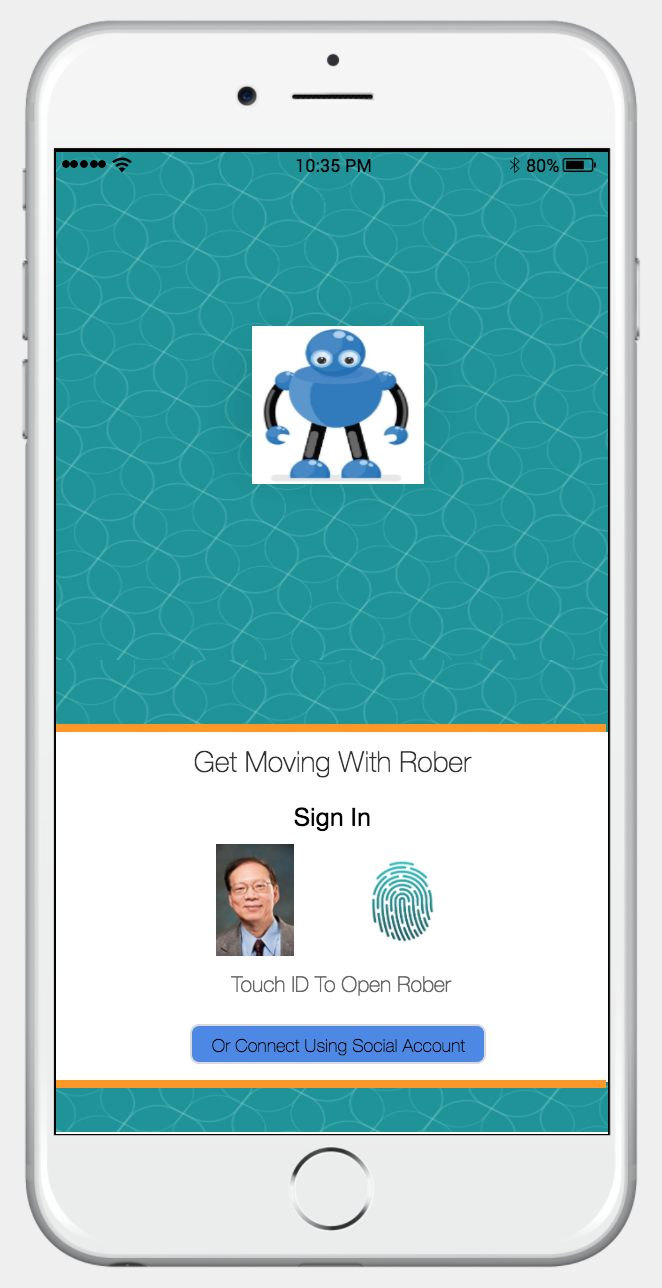 10:35 PM
80%
Get Moving With Rober
Sign In
Touch ID To Open Rober
Or Connect Using Social Account